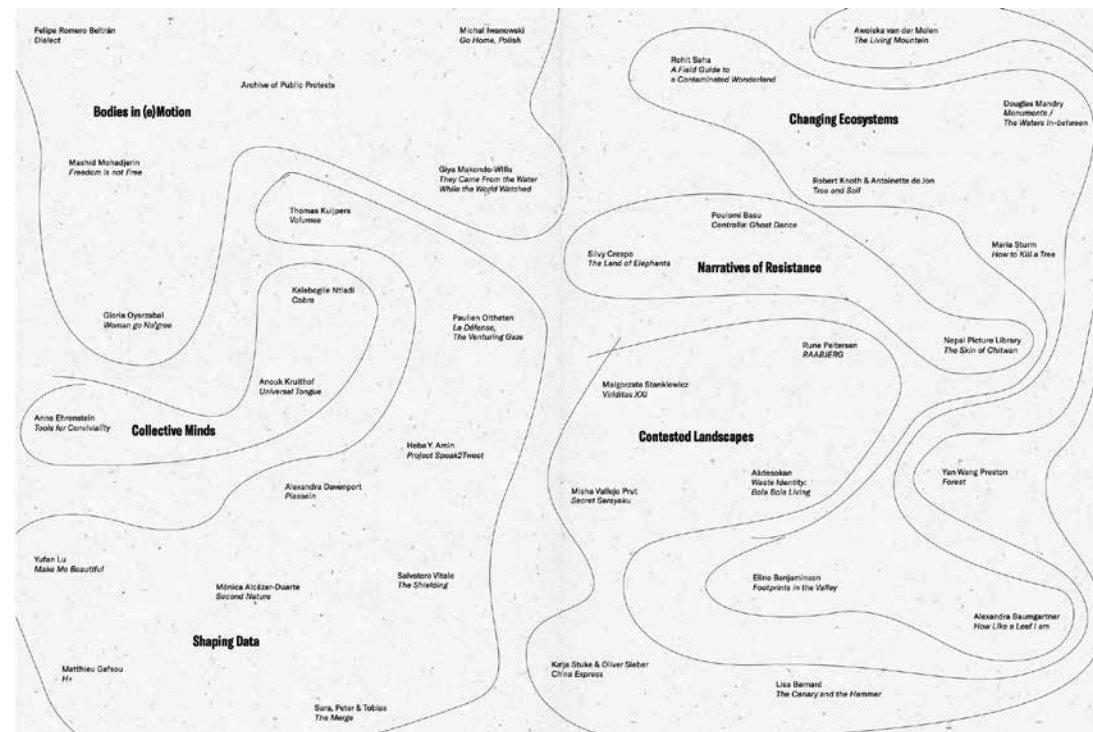 Felipe Romero Beltrán
Dialect
Michał Iwanowski
Go Home, Polish
Archive of Public Protests
Bodies in (e)Motion
Mashid Mohadjerin
Freedom is not Free
Giya Makondo-Wills
They Came From the Water
While the World Watched
Thomas Kuijpers
Volumes
Kelebogile Ntladi
Cobra
Gloria Oyarzabal
Woman go No'gree
Paulien Oltheten
La Défense,
The Venturing Gaze
Anouk Kruithof
Universal Tongue
Anna Ehrenstein
Tools for Conviviality
Collective Minds
Heba Y. Amin
Project Speak2Tweet
Alexandra Davenport
Plassein
Yufan Lu
Make Me Beautiful
Mónica Alcázar-Duarte
Second Nature
Salvatore Vitale
The Shielding
Shaping Data
Matthieu Gafsou
H+
Sara, Peter & Tobias
The Merge
Awoiska van der Molen
The Living Mountain
Rohit Saha
A Field Guide to
a Contaminated Wonderland
Douglas Mandry
Monuments /
The Waters In-between
Changing Ecosystems
Robert Knoth & Antoinette de Jon
Tree and Soil
Poulomi Basu
Centralia: Ghost Dance
Silvy Crespo
The Land of Elephants
Narratives of Resistance
Maria Sturm
How to Kill a Tree
Rune Peitersen
RAABJERG
Nepal Picture Library
The Skin of Chitwan
Malgorzata Stankiewicz
Viriditas XXI
Contested Landscapes
Misha Vallejo Prut
Secret Sarayaku
Àkídesokan
Waste Identity:
Bola Bola Living
Yan Wang Preston
Forest
Eline Benjaminsen
Footprints in the Valley
Alexandra Baumgartner
How Like a Leaf I am
Katja Stuke & Oliver Sieber
China Express
Lisa Barnard
The Canary and the Hammer